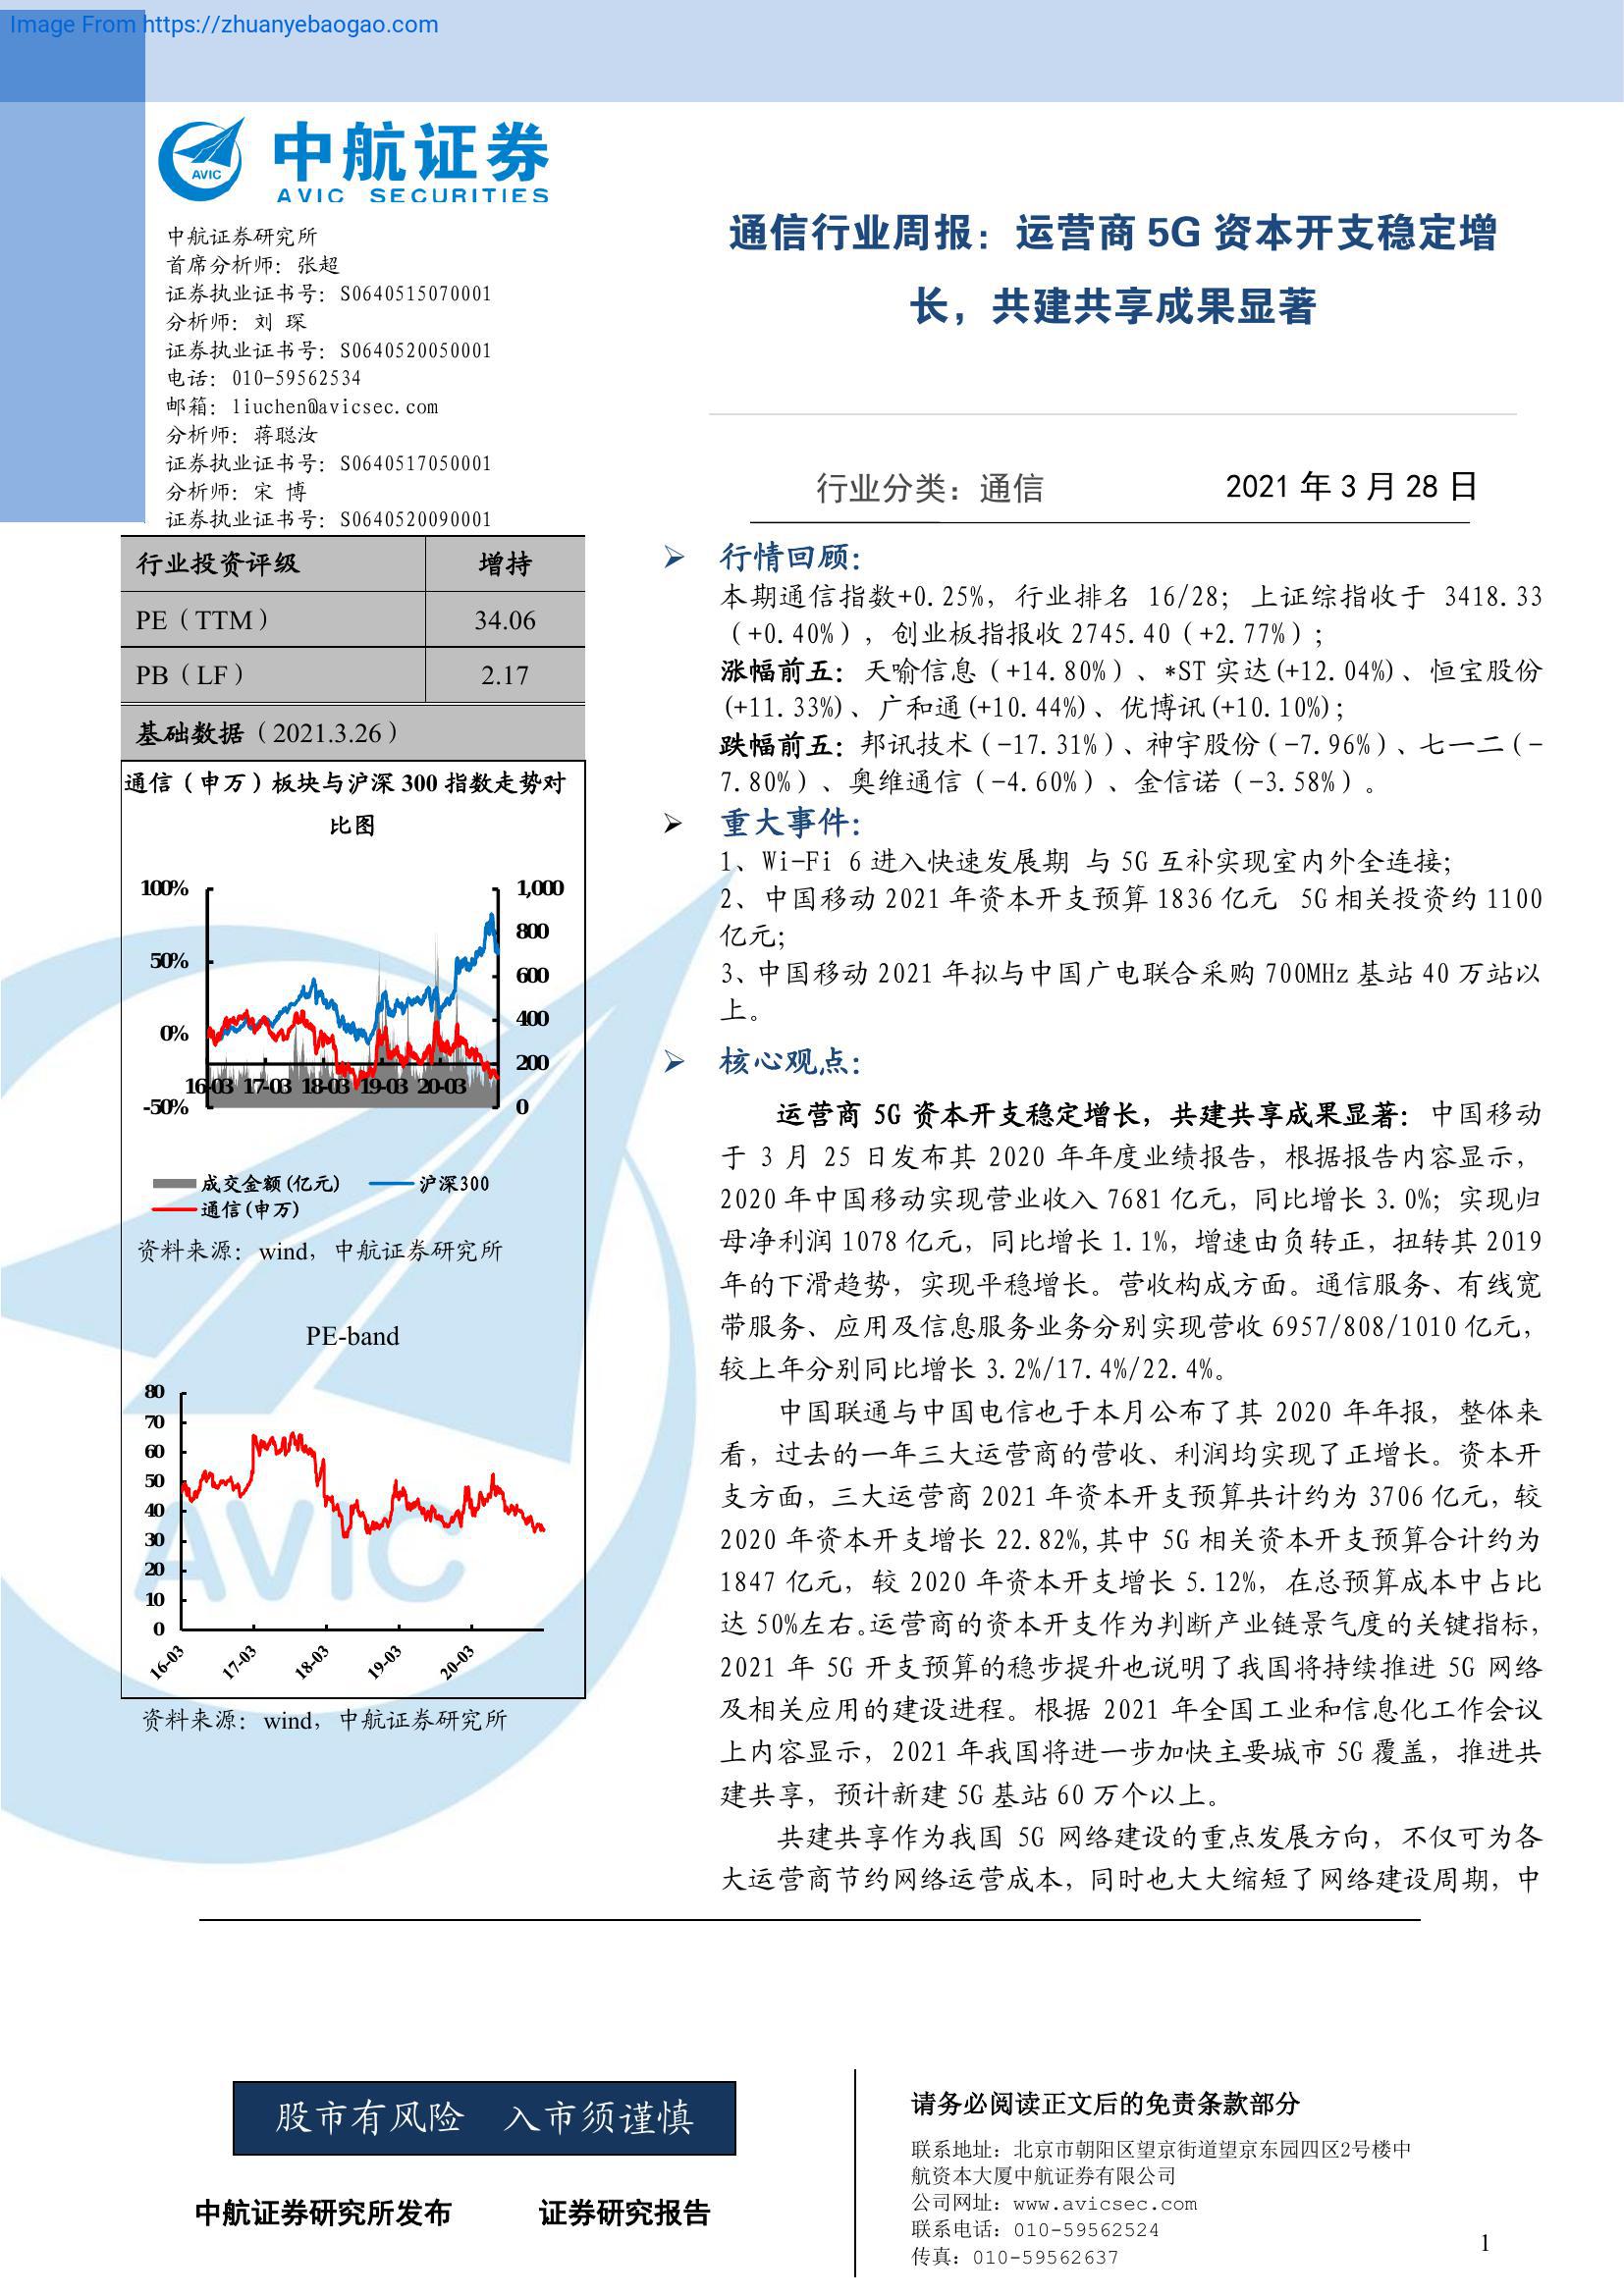 Image From https://zhuanyebaogao.com
AVIC
中航证券
AVIC SECURITIES
中航证券研究所
首席分析师：张超
证券执业证书号：S0640515070001
分析师：刘 琛
证券执业证书号：S0640520050001
电话：010-59562534
邮箱：liuchen@avicsec.com
分析师：蒋聪汝
证券执业证书号：S0640517050001
分析师：宋 博
证券执业证书号：S0640520090001
行业投资评级 增持
PE（TTM） 34.06
PB（LF） 2.17
基础数据（2021.3.26）
通信（申万）板块与沪深 300 指数走势对
比图
100% 1,000
800
50% 600
0% 400
200
16-03 17-03 18-03 19-03 20-03
-50% 0
成交金额(亿元) 沪深300
通信(申万)
资料来源：wind，中航证券研究所
PE-band
80
70
60
50
40
30
20
10
0
16-03 17-03 18-03 19-03 20-03
资料来源：wind，中航证券研究所
AVIC
通信行业周报：运营商 5G 资本开支稳定增
长，共建共享成果显著
行业分类：通信 2021 年 3 月 28 日
行情回顾：
本期通信指数+0.25%，行业排名 16/28；上证综指收于 3418.33
（+0.40%），创业板指报收 2745.40（+2.77%）；
涨幅前五：天喻信息（+14.80%）、*ST 实达(+12.04%)、恒宝股份
(+11.33%)、广和通(+10.44%)、优博讯(+10.10%)；
跌幅前五：邦讯技术（-17.31%）、神宇股份（-7.96%）、七一二（-
7.80%）、奥维通信（-4.60%）、金信诺（-3.58%）。
重大事件：
1、Wi-Fi 6 进入快速发展期 与 5G 互补实现室内外全连接；
2、中国移动 2021 年资本开支预算 1836 亿元 5G 相关投资约 1100
亿元；
3、中国移动 2021 年拟与中国广电联合采购 700MHz 基站 40 万站以
上。
核心观点：
运营商 5G 资本开支稳定增长，共建共享成果显著：中国移动
于 3 月 25 日发布其 2020 年年度业绩报告，根据报告内容显示，
2020 年中国移动实现营业收入 7681 亿元，同比增长 3.0%；实现归
母净利润 1078 亿元，同比增长 1.1%，增速由负转正，扭转其 2019
年的下滑趋势，实现平稳增长。营收构成方面。通信服务、有线宽
带服务、应用及信息服务业务分别实现营收 6957/808/1010 亿元，
较上年分别同比增长 3.2%/17.4%/22.4%。
中国联通与中国电信也于本月公布了其 2020 年年报，整体来
看，过去的一年三大运营商的营收、利润均实现了正增长。资本开
支方面，三大运营商 2021 年资本开支预算共计约为 3706 亿元，较
2020 年资本开支增长 22.82%,其中 5G 相关资本开支预算合计约为
1847 亿元，较 2020 年资本开支增长 5.12%，在总预算成本中占比
达 50%左右。运营商的资本开支作为判断产业链景气度的关键指标，
2021 年 5G 开支预算的稳步提升也说明了我国将持续推进 5G 网络
及相关应用的建设进程。根据 2021 年全国工业和信息化工作会议
上内容显示，2021 年我国将进一步加快主要城市 5G 覆盖，推进共
建共享，预计新建 5G 基站 60 万个以上。
共建共享作为我国 5G 网络建设的重点发展方向，不仅可为各
大运营商节约网络运营成本，同时也大大缩短了网络建设周期，中
股市有风险 入市须谨慎
中航证券研究所发布 证券研究报告
请务必阅读正文后的免责条款部分
联系地址：北京市朝阳区望京街道望京东园四区2号楼中
航资本大厦中航证券有限公司
公司网址：www.avicsec.com
联系电话：010-59562524
传真：010-59562637
1